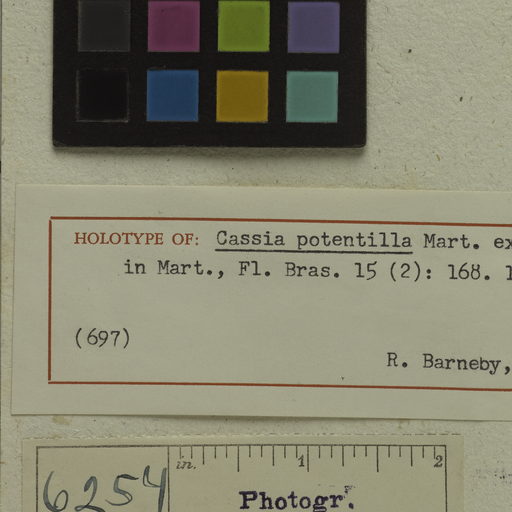 HOLOTYPE OF: Cassia potentilla Mart. ex
in Mart., Fl. Bras. 15 (2): 168. 1
(697)
R. Barneby,
in. 1 2
6254
Photogr.